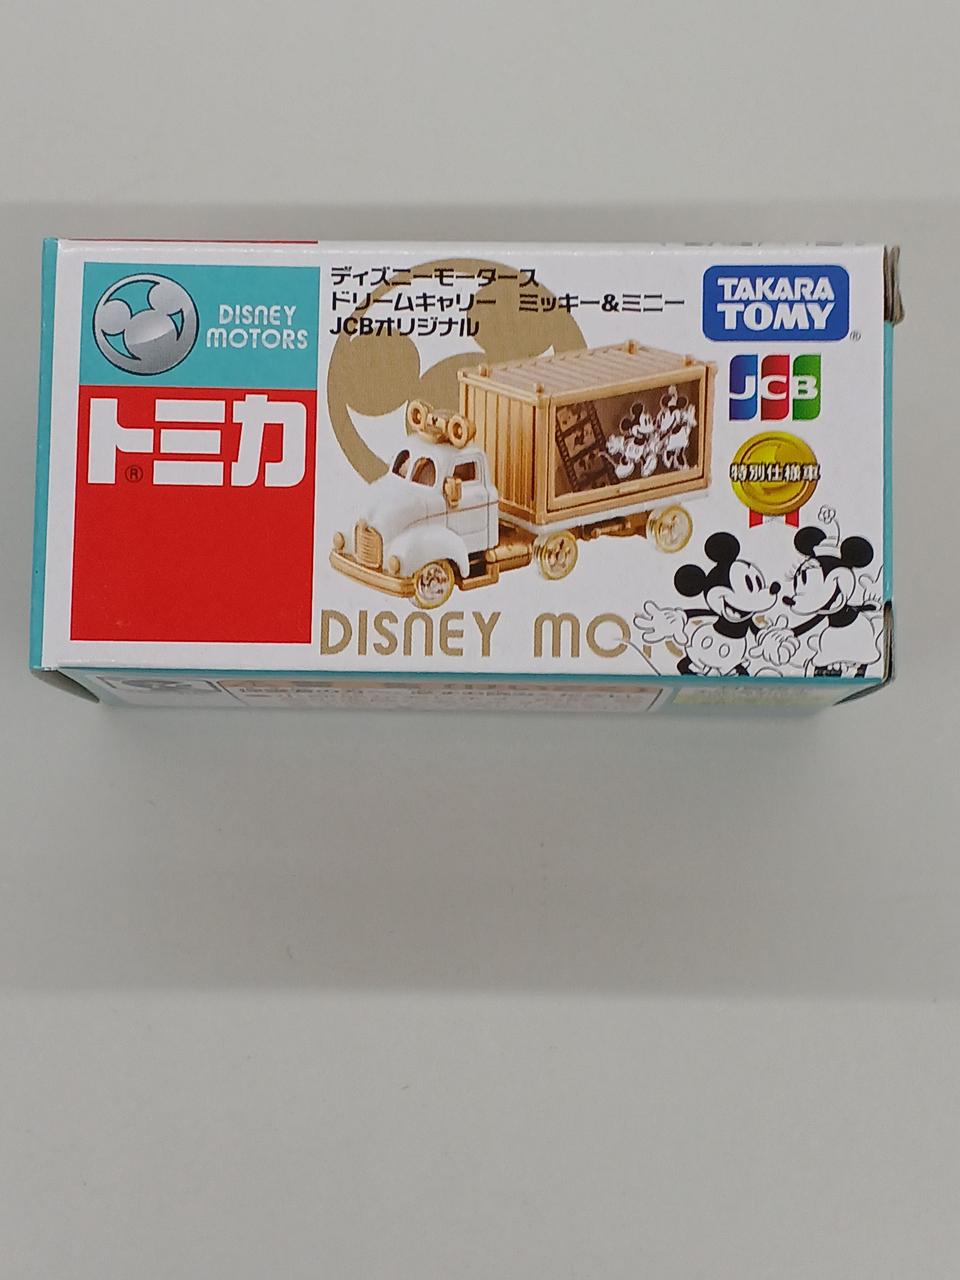 DISNEY
MOTORS
ディズニーモータース
ドリームキャリー　ミッキー&ミニー
JCBオリジナル
TAKARA
TOMY
®
JCB
特別仕様車
トミカ
®
DISNEY MO